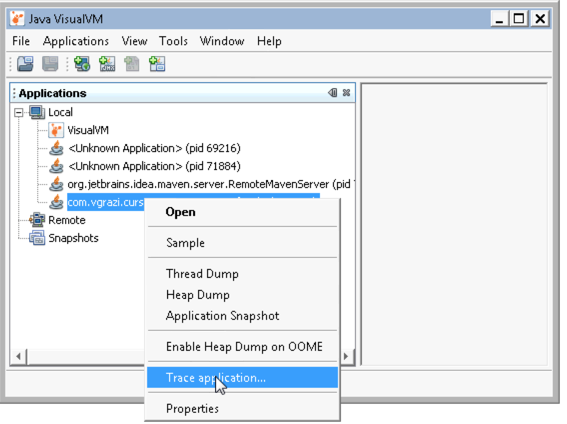 Java VisualVM
File Applications View Tools Window Help
Applications
Local
VisualVM
<Unknown Application> (pid 69216)
<Unknown Application> (pid 71884)
org.jetbrains.idea.maven.server.RemoteMavenServer (pid
com.vgrazi.curs
Remote
Snapshots
Open
Sample
Thread Dump
Heap Dump
Application Snapshot
Enable Heap Dump on OOME
Trace application...
Properties